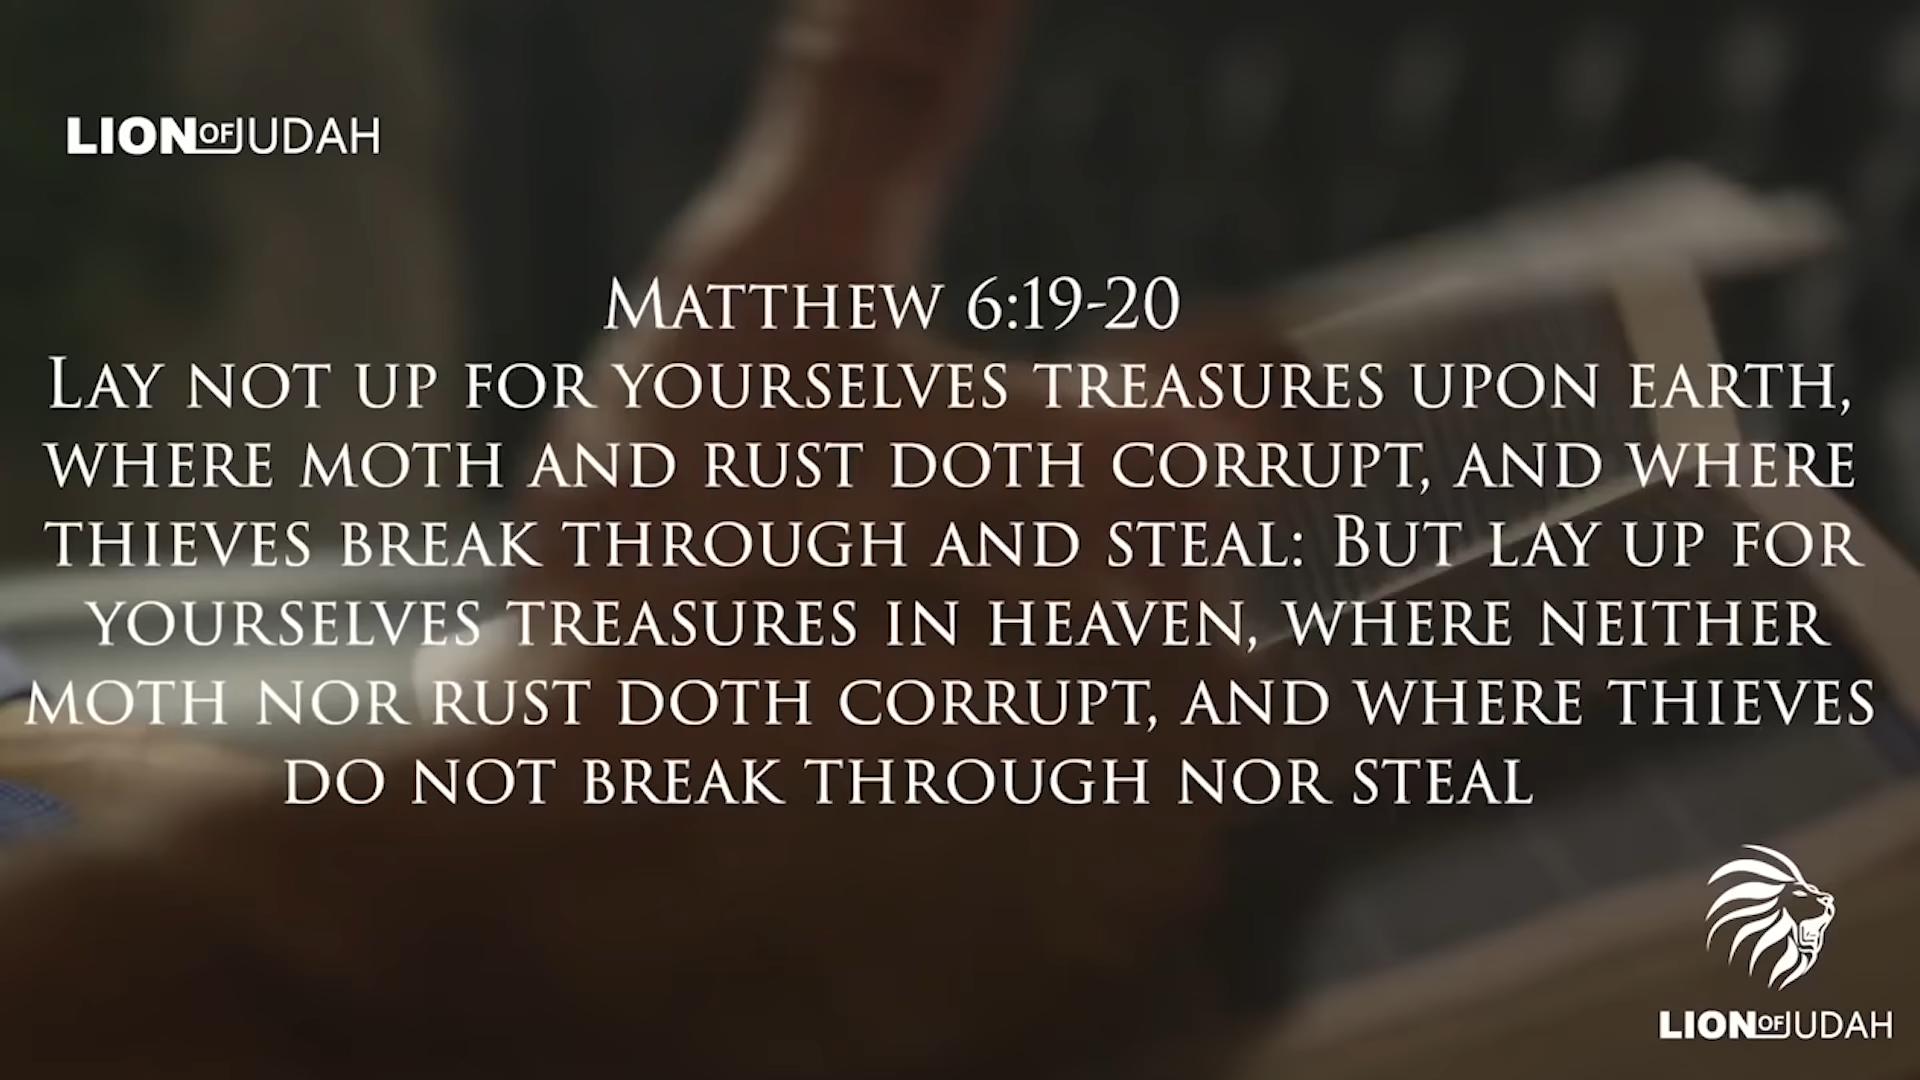 LION OF JUDAH
Matthew 6:19-20
Lay not up for yourselves treasures upon earth,
where moth and rust doth corrupt, and where
thieves break through and steal: But lay up for
yourselves treasures in heaven, where neither
moth nor rust doth corrupt, and where thieves
do not break through nor steal
LION OF JUDAH